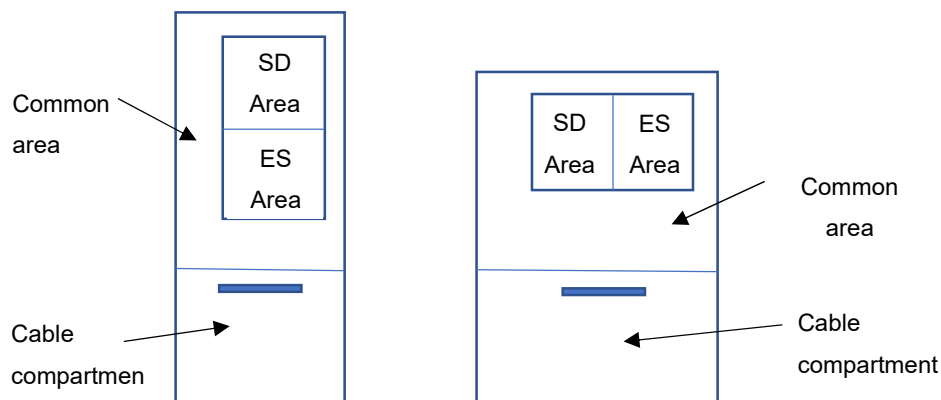 SD
Area
ES
Area
Common
area
Cable
compartmen
SD
Area
ES
Area
Common
area
Cable
compartment